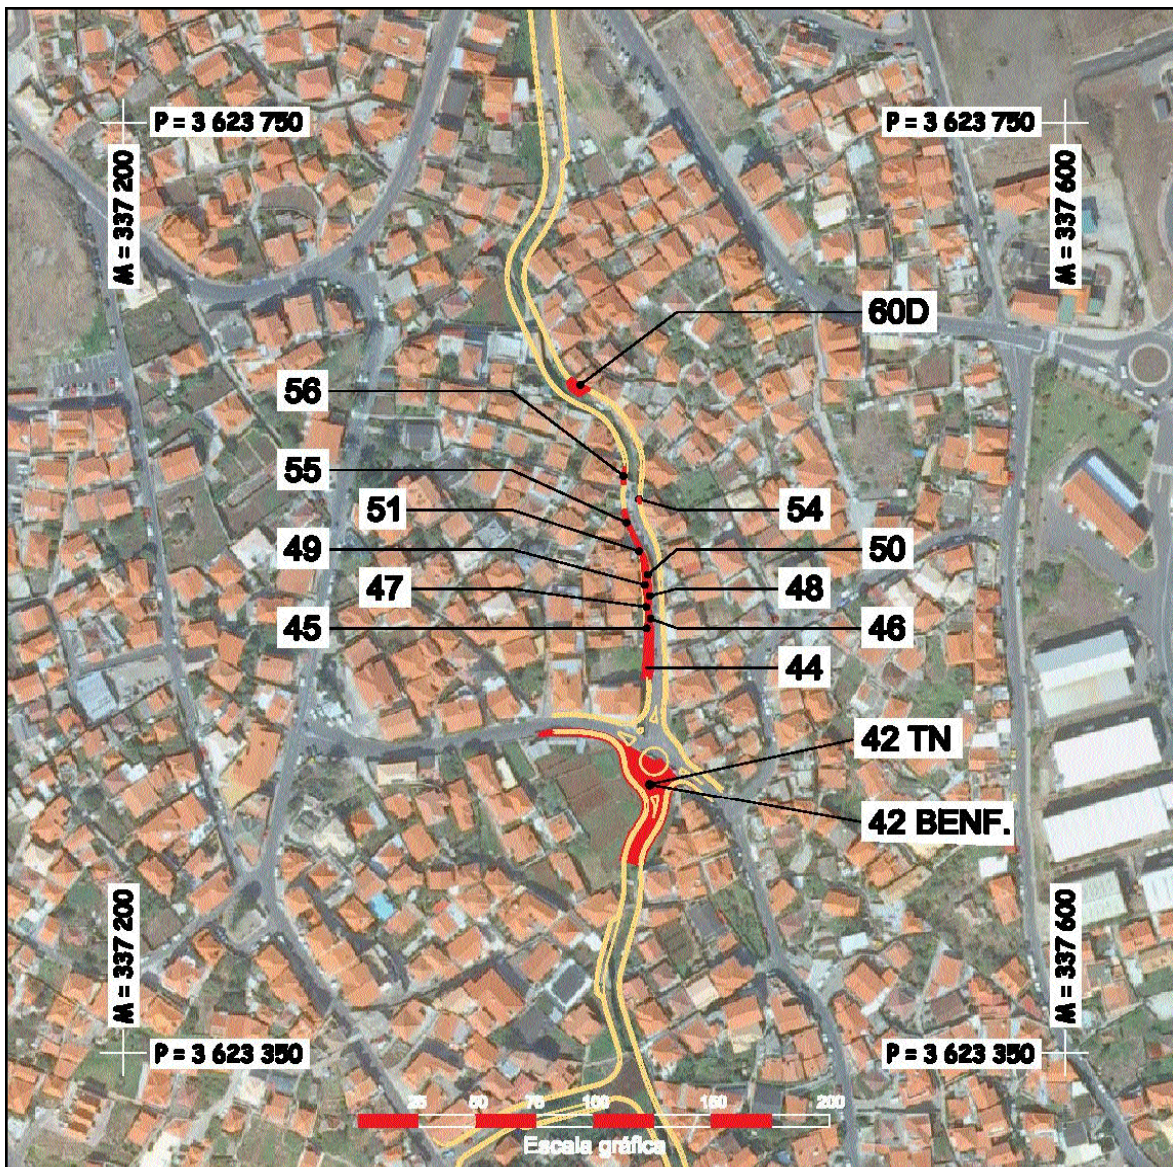 P = 3 623 750
P = 3 623 750
M = 337 200
M = 337 600
60D
56
55
54
51
49
50
47
48
45
46
44
42 TN
42 BENF.
M = 337 200
M = 337 600
P = 3 623 350
P = 3 623 350
25 50 75 100 150 200
Escala gráfica